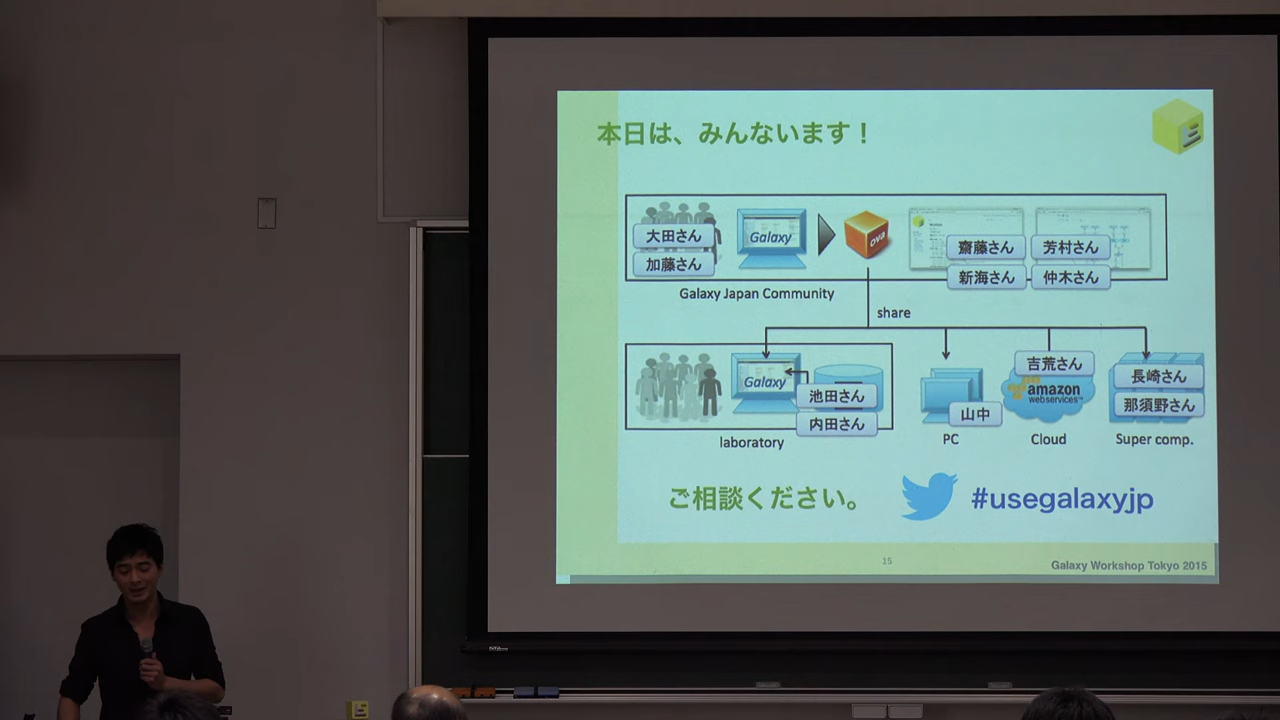 本日は、みんないます！
大田さん
加藤さん
Galaxy
ova
齋藤さん
芳村さん
新海さん
仲木さん
Galaxy Japan Community
share
Galaxy
池田さん
内田さん
laboratory
山中
PC
吉荒さん
amazon
webservices™
Cloud
長崎さん
那須野さん
Super comp.
ご相談ください。
#usegalaxyjp
15
Galaxy Workshop Tokyo 2015